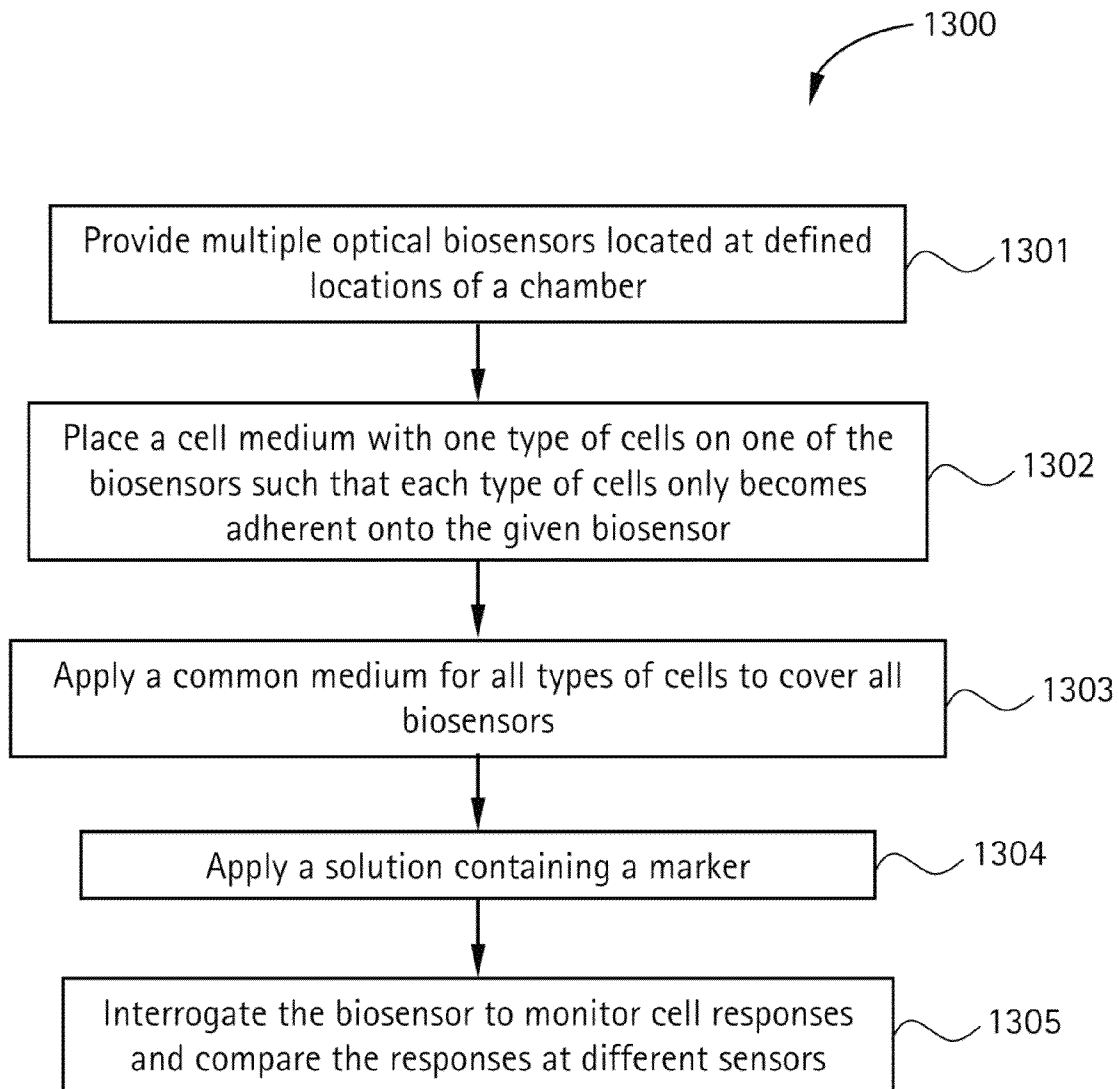 1300
Provide multiple optical biosensors located at defined
locations of a chamber
1301
Place a cell medium with one type of cells on one of the
biosensors such that each type of cells only becomes
adherent onto the given biosensor
1302
Apply a common medium for all types of cells to cover all
biosensors
1303
Apply a solution containing a marker
1304
Interrogate the biosensor to monitor cell responses
and compare the responses at different sensors
1305